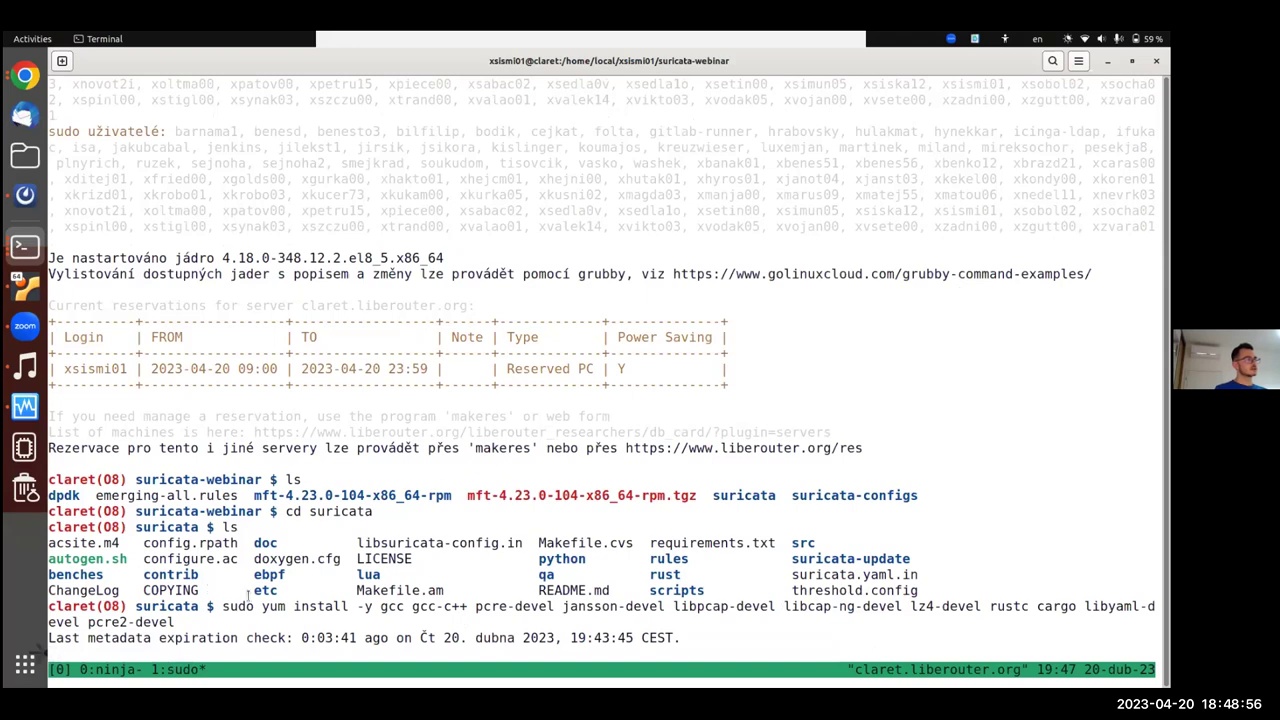 Activities Terminal en 59 %
xsismi01@claret:/home/local/xsismi01/suricata-webinar
3, xnovot2i, xoltma00, xpatov00, xpetru15, xpiece00, xsabac02, xsedla0v, xsedla1o, xsetin00, xsimun05, xsiska12, xsismi01, xsobol02, xsocha0
2, xspinl00, xstigl00, xsynak03, xszczu00, xtrand00, xvalao01, xvalek14, xvikto03, xvodak05, xvojan00, xvsete00, xzadni00, xzgutt00, xzvara0
1
sudo uživatelé: barnama1, benesd, benesto3, bilfilip, bodik, cejkat, folta, gitlab-runner, hrabovsky, hulakmat, hynekkar, icinga-ldap, ifuka
c, isa, jakubcabal, jenkins, jilekst1, jirsik, jsikora, kislinger, koumajos, kreuzwieser, luxemjan, martinek, miland, mireksochor, pesekja8,
plnyrich, ruzek, sejnoha, sejnoha2, smejkrad, soukudom, tisovcik, vasko, washek, xbabnk01, xbenes51, xbenes56, xbenko12, xbrazd21, xcaras00
, xditej01, xfried00, xgolds00, xgurka00, xhakto01, xhejcm01, xhejni00, xhutak01, xhyros01, xjanot04, xjanst03, xkekel00, xkondy00, xkoren01
, xkrizd01, xkrobo01, xkrobo03, xkucer73, xkukam00, xkurka05, xkusni02, xmagda03, xmanja00, xmarus09, xmatej55, xmatou06, xnedel11, xnevrk03
, xnovot2i, xoltma00, xpatov00, xpetru15, xpiece00, xsabac02, xsedla0v, xsedla1o, xsetin00, xsimun05, xsiska12, xsismi01, xsobol02, xsocha02
, xspinl00, xstigl00, xsynak03, xszczu00, xtrand00, xvalao01, xvalek14, xvikto03, xvodak05, xvojan00, xvsete00, xzadni00, xzgutt00, xzvara01
Je nastartováno jádro 4.18.0-348.12.2.el8_5.x86_64
Vylistování dostupných jader s popisem a změny lze provádět pomocí grubby, viz https://www.golinuxcloud.com/grubby-command-examples/
Current reservations for server claret.liberouter.org:
+----------+------------------+------------------+------+-------------+--------------+
| Login | FROM | TO | Note | Type | Power Saving |
+----------+------------------+------------------+------+-------------+--------------+
| xsismi01 | 2023-04-20 09:00 | 2023-04-20 23:59 | | Reserved PC | Y |
+----------+------------------+------------------+------+-------------+--------------+
If you need manage a reservation, use the program 'makeres' or web form
List of machines is here: https://www.liberouter.org/liberouter_researchers/db_card/?plugin=servers
Rezervace pro tento i jiné servery lze provádět přes 'makeres' nebo přes https://www.liberouter.org/res
claret(O8) suricata-webinar $ ls
dpdk emerging-all.rules mft-4.23.0-104-x86_64-rpm mft-4.23.0-104-x86_64-rpm.tgz suricata suricata-configs
claret(O8) suricata-webinar $ cd suricata
claret(O8) suricata $ ls
acsite.m4 config.rpath doc libsuricata-config.in Makefile.cvs requirements.txt src
autogen.sh configure.ac doxygen.cfg LICENSE python rules suricata-update
benches contrib ebpf lua qa rust suricata.yaml.in
ChangeLog COPYING etc Makefile.am README.md scripts threshold.config
claret(O8) suricata $ sudo yum install -y gcc gcc-c++ pcre-devel jansson-devel libpcap-devel libcap-ng-devel lz4-devel rustc cargo libyaml-d
evel pcre2-devel
Last metadata expiration check: 0:03:41 ago on Čt 20. dubna 2023, 19:43:45 CEST.
[0] 0:ninja- 1:sudo* "claret.liberouter.org" 19:47 20-dub-23
64
zoom
2023-04-20 18:48:56